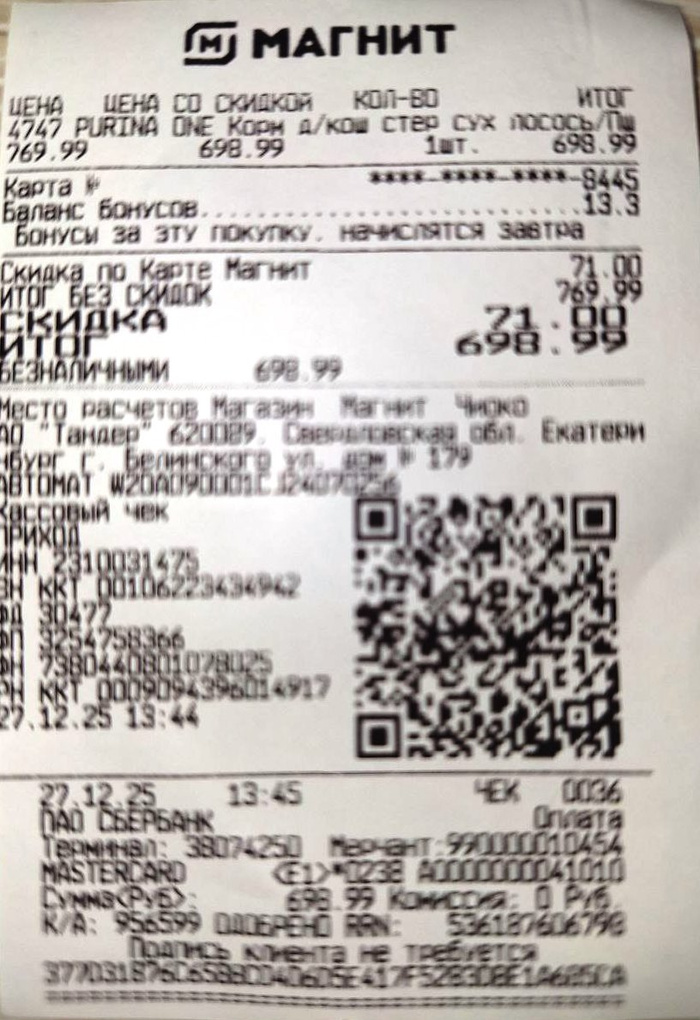 МАГНИТ
ЦЕНА ЦЕНА СО СКИДКОЙ КОЛ-ВО ИТОГ
4747 PURINA ONE Корм д/кош стер сух лосось/Пш
769.99 698.99 1шт. 698.99
Карта № ****-****-****-8445
Баланс бонусов..............................13.3
Бонусы за эту покупку, начислятся завтра
Скидка по Карте Магнит 71.00
ИТОГ БЕЗ СКИДОК 769.99
СКИДКА 71.00
ИТОГ 698.99
БЕЗНАЛИЧНЫМИ 698.99
Место расчетов Магазин Магнит Чиоко
АО "Тандер" 620089, Свердловская обл. Екатери
нбург г. Белинского ул. дом № 179
АВТОМАТ
Кассовый чек
ПРИХОД
ИНН 2310031475
ЗН ККТ 00106223434942
ФД 30477
ФП 3254758366
ФН 7380440801078025
РН ККТ 0009094396014917
27.12.25 13:44
27.12.25 13:45 ЧЕК 0036
ПАО СБЕРБАНК Оплата
Терминал: 38074250 Мерчант:990000010454
MASTERCARD (E1)*0238 A0000000041010
Сумма(Руб): 698.99 Комиссия: 0 Руб.
К/А: 956599 ОДОБРЕНО RRN: 536187606798
Подпись клиента не требуется